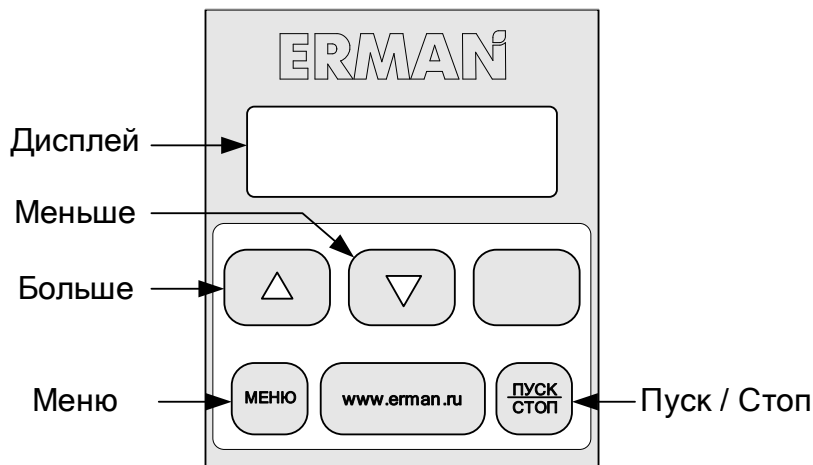 ERMAN
Дисплей
Меньше
Больше
Меню
МЕНЮ
www.erman.ru
ПУСК
СТОП
Пуск / Стоп